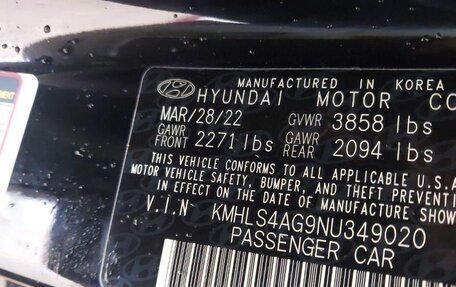 MANUFACTURED IN KOREA
HYUNDAI MOTOR CO
MAR/28/22 GVWR 3858 lbs
GAWR FRONT 2271 lbs GAWR REAR 2094 lbs
THIS VEHICLE CONFORMS TO ALL APPLICABLE U.S.A
MOTOR VEHICLE SAFETY, BUMPER, AND THEFT PREVENTI
IN EFFECT ON THE DATE OF MANUFACTURE SHOW
V.I.N KMHLS4AG9NU349020
PASSENGER CAR